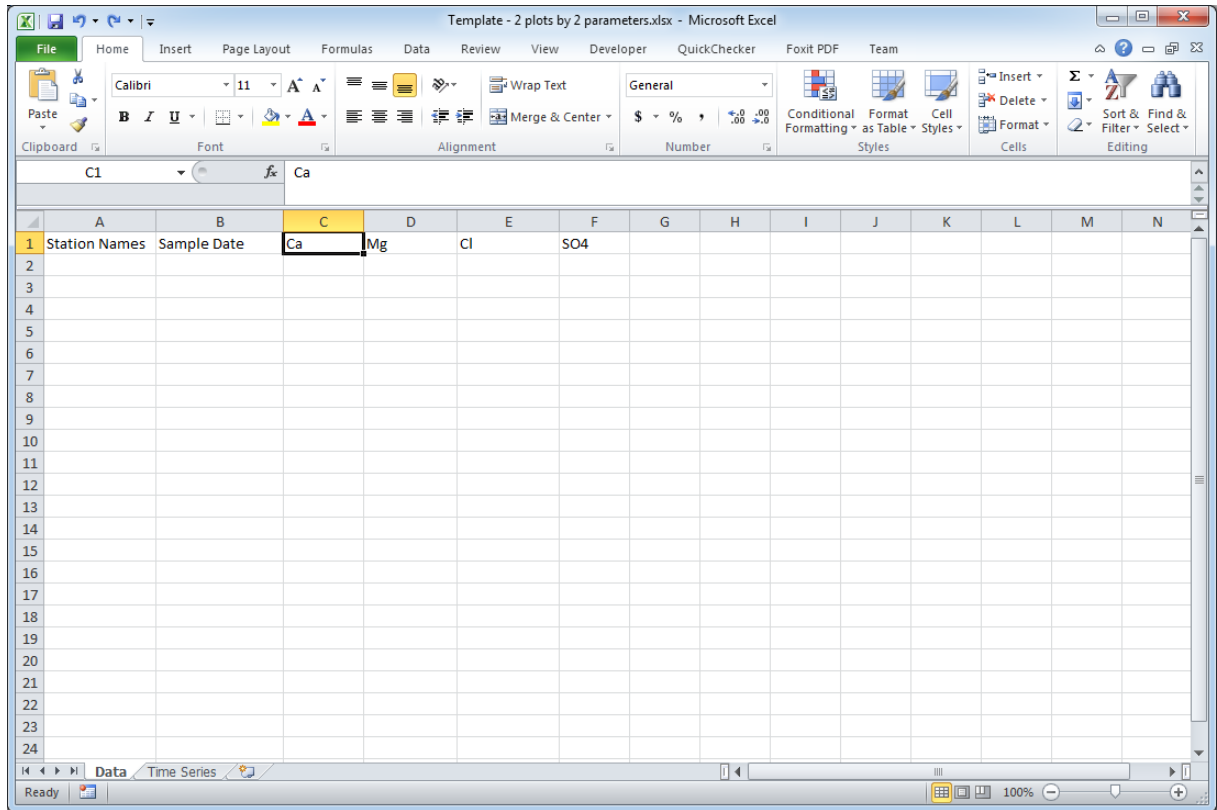 Template - 2 plots by 2 parameters.xlsx - Microsoft Excel
File Home Insert Page Layout Formulas Data Review View Developer QuickChecker Foxit PDF Team
Paste
Calibri 11
B I U
Wrap Text
Merge & Center
General
$ % ,
Conditional Formatting
Format as Table
Cell Styles
Insert
Delete
Format
Sort & Filter
Find & Select
Clipboard Font Alignment Number Styles Cells Editing
C1 fx Ca
A B C D E F G H I J K L M N
1 Station Names Sample Date Ca Mg Cl SO4
2
3
4
5
6
7
8
9
10
11
12
13
14
15
16
17
18
19
20
21
22
23
24
Data Time Series
Ready 100%